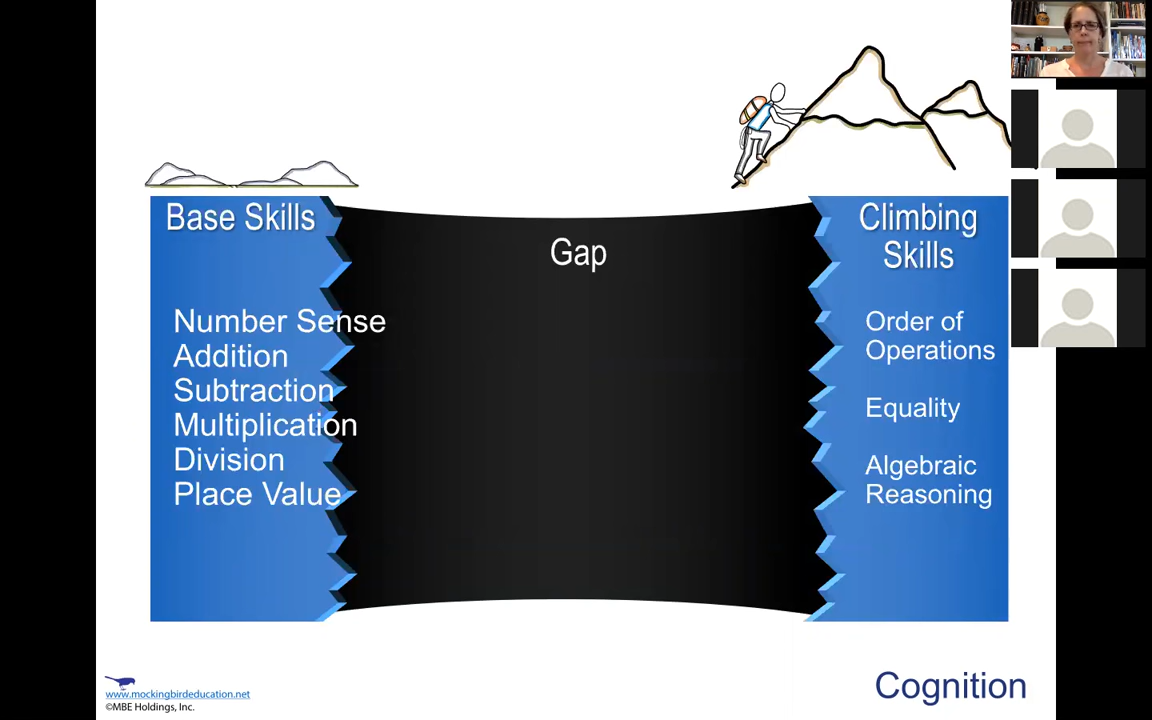 Base Skills
Number Sense
Addition
Subtraction
Multiplication
Division
Place Value
Gap
Climbing
Skills
Order of
Operations
Equality
Algebraic
Reasoning
www.mockingbirdeducation.net
©MBE Holdings, Inc.
Cognition